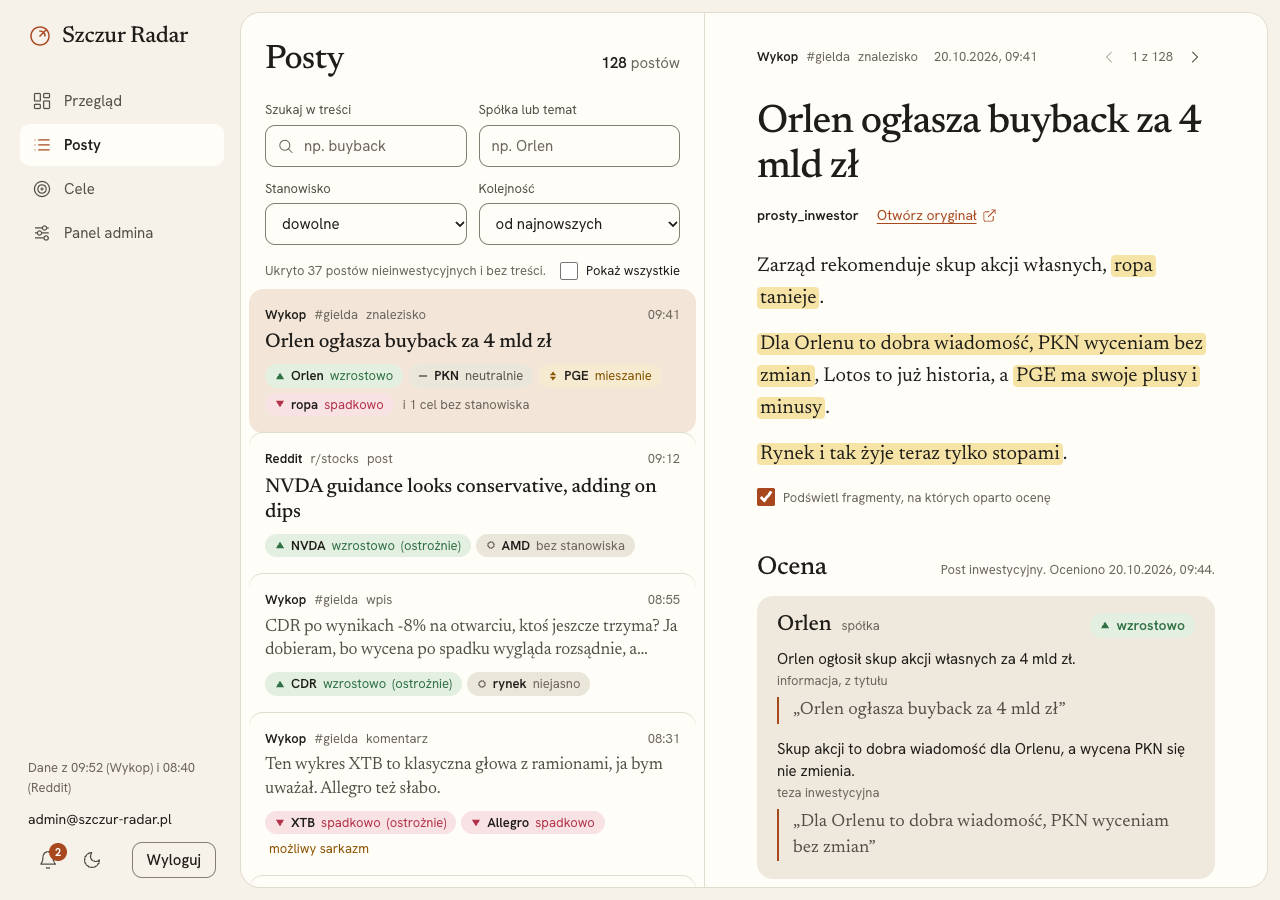 Szczur Radar
Przegląd
Posty
Cele
Panel admina
Dane z 09:52 (Wykop) i 08:40
(Reddit)
admin@szczur-radar.pl
2
Wyloguj
Posty
128 postów
Szukaj w treści
Spółka lub temat
np. buyback
np. Orlen
Stanowisko
Kolejność
dowolne
od najnowszych
Ukryto 37 postów nieinwestycyjnych i bez treści.
Pokaż wszystkie
Wykop #gielda znalezisko 09:41
Orlen ogłasza buyback za 4 mld zł
Orlen wzrostowo PKN neutralnie PGE mieszanie
ropa spadkowo i 1 cel bez stanowiska
Reddit r/stocks post 09:12
NVDA guidance looks conservative, adding on
dips
NVDA wzrostowo (ostrożnie) AMD bez stanowiska
Wykop #gielda wpis 08:55
CDR po wynikach -8% na otwarciu, ktoś jeszcze trzyma? Ja
dobieram, bo wycena po spadku wygląda rozsądnie, a…
CDR wzrostowo (ostrożnie) rynek niejasno
Wykop #gielda komentarz 08:31
Ten wykres XTB to klasyczna głowa z ramionami, ja bym
uważał. Allegro też słabo.
XTB spadkowo (ostrożnie) Allegro spadkowo
możliwy sarkazm
Wykop #gielda znalezisko 20.10.2026, 09:41
1 z 128
Orlen ogłasza buyback za 4
mld zł
prosty_inwestor Otwórz oryginał
Zarząd rekomenduje skup akcji własnych, ropa
tanieje.
Dla Orlenu to dobra wiadomość, PKN wyceniam bez
zmian, Lotos to już historia, a PGE ma swoje plusy i
minusy.
Rynek i tak żyje teraz tylko stopami.
Podświetl fragmenty, na których oparto ocenę
Ocena
Post inwestycyjny. Oceniono 20.10.2026, 09:44.
Orlen spółka
wzrostowo
Orlen ogłosił skup akcji własnych za 4 mld zł.
informacja, z tytułu
„Orlen ogłasza buyback za 4 mld zł”
Skup akcji to dobra wiadomość dla Orlenu, a wycena PKN się
nie zmienia.
teza inwestycyjna
„Dla Orlenu to dobra wiadomość, PKN wyceniam
bez zmian”